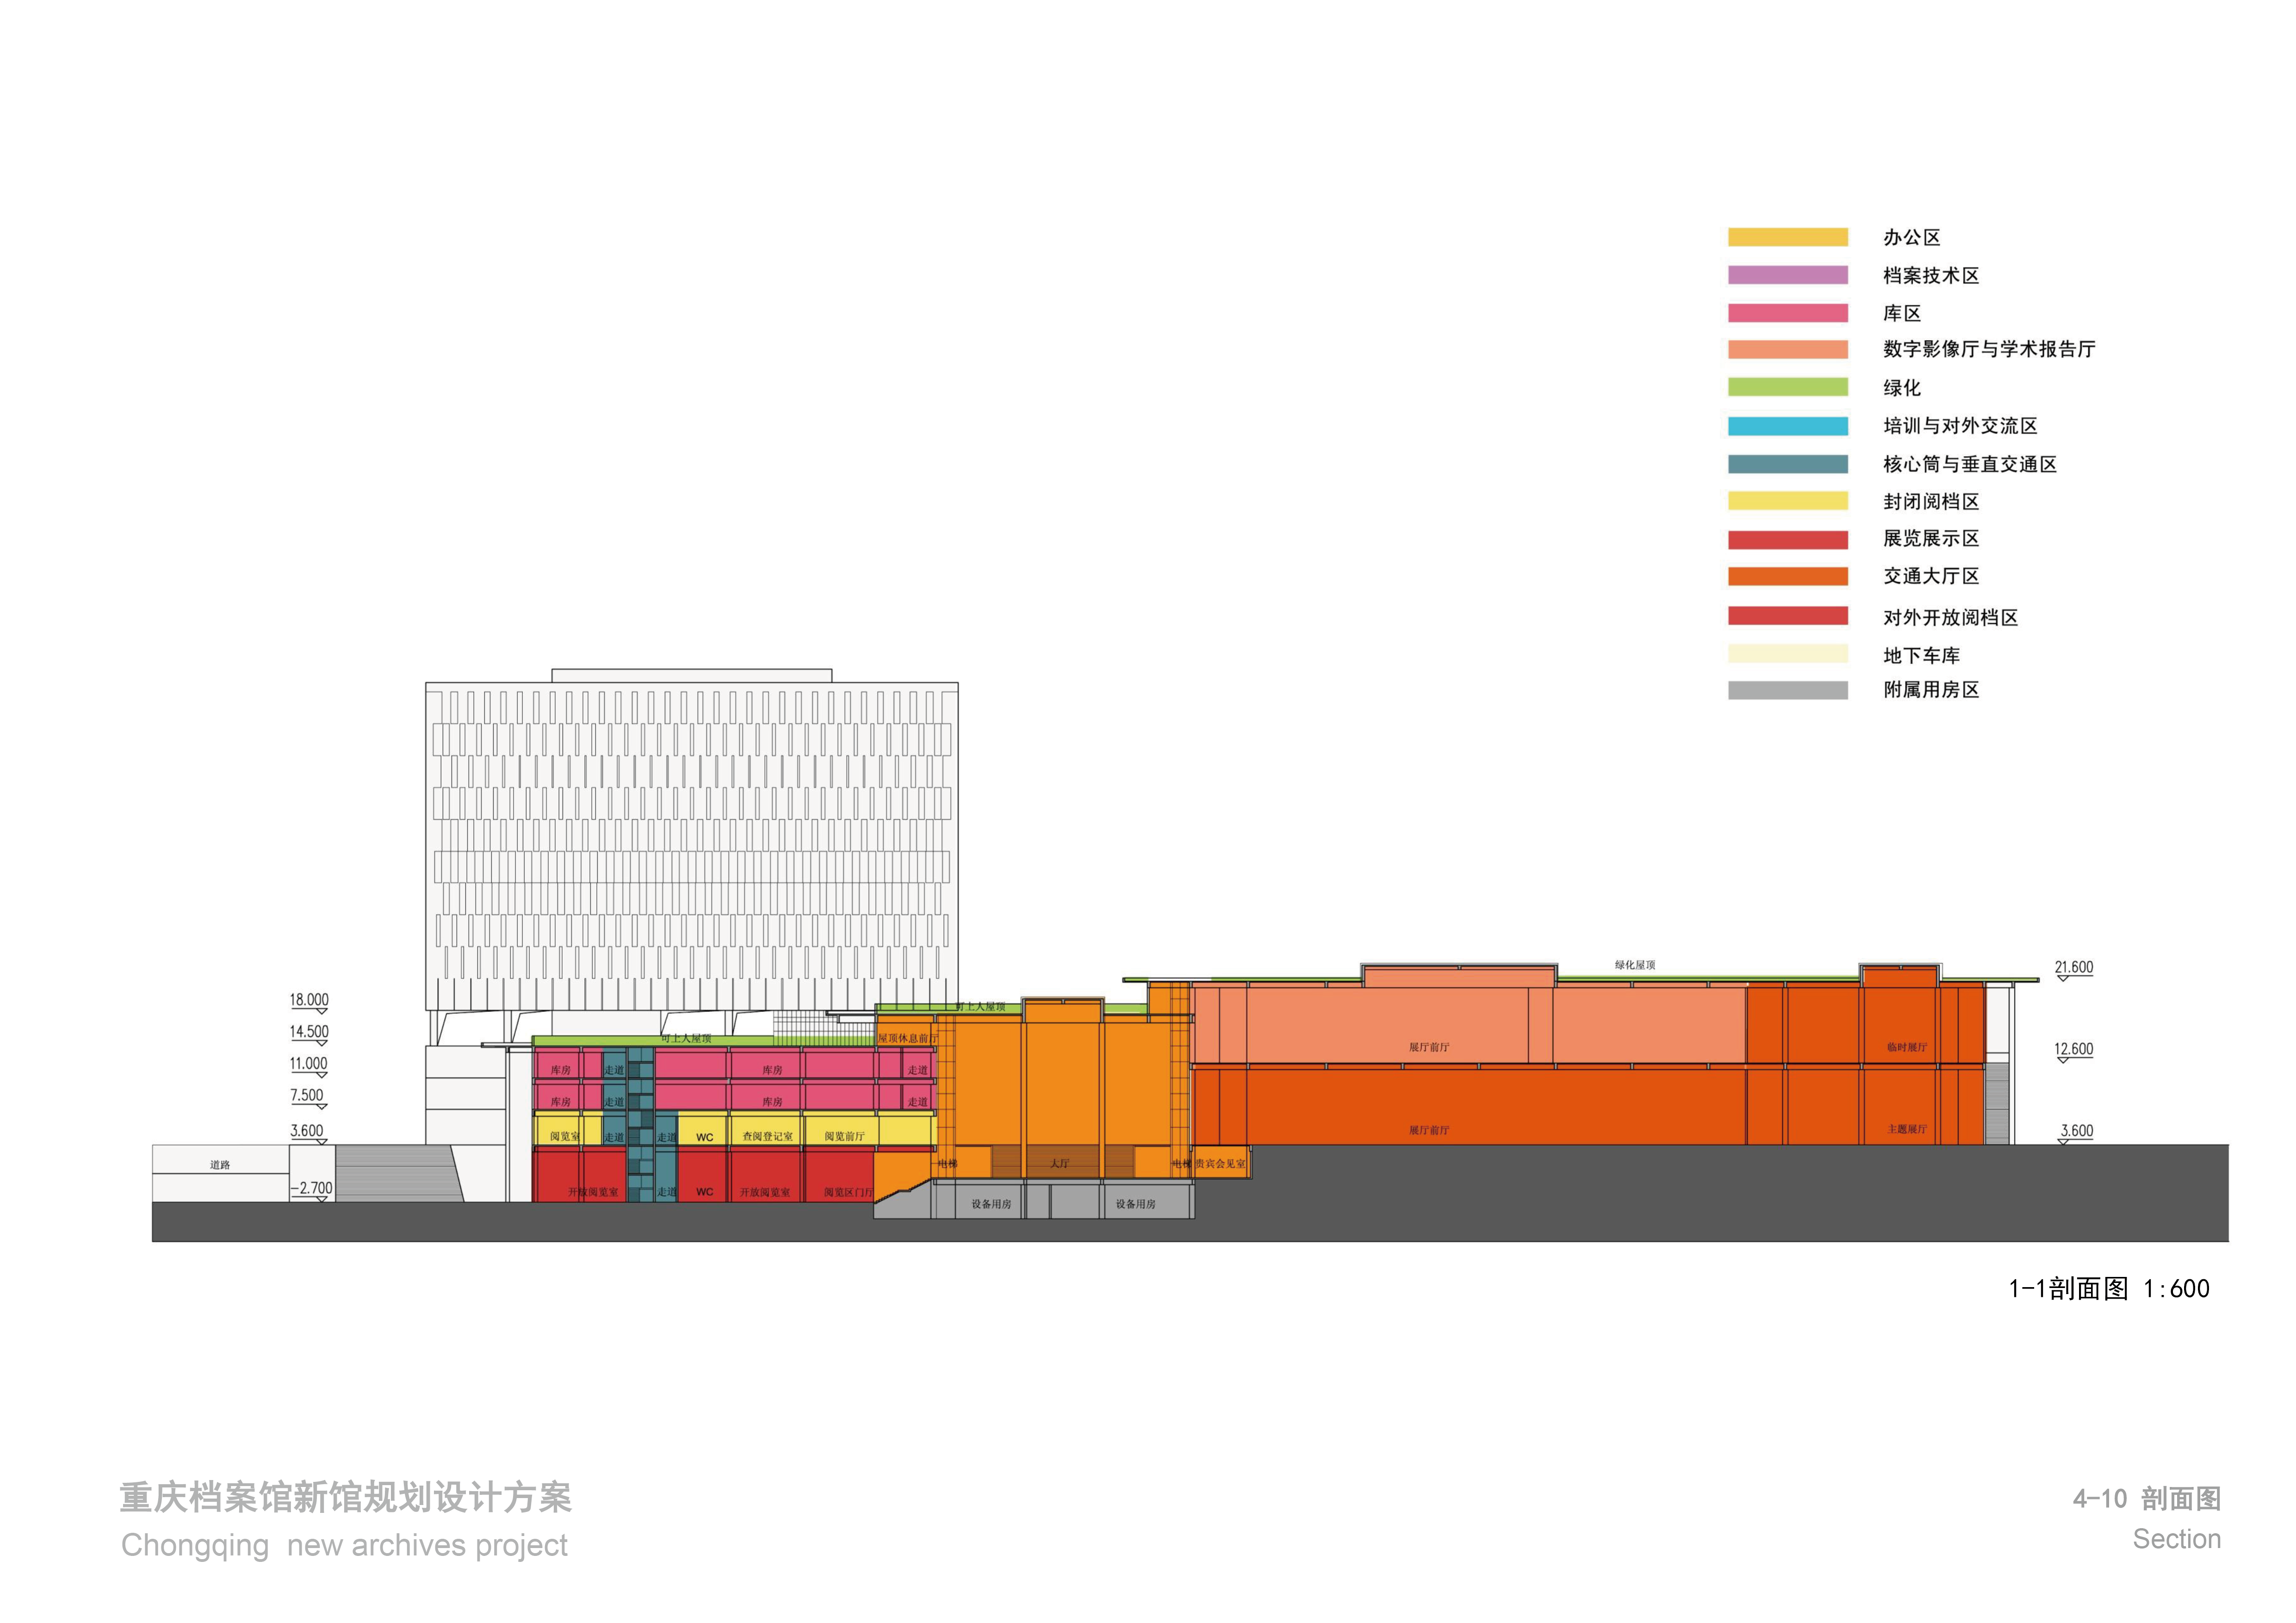 办公区
档案技术区
库区
数字影像厅与学术报告厅
绿化
培训与对外交流区
核心筒与垂直交通区
封闭阅档区
展览展示区
交通大厅区
对外开放阅档区
地下车库
附属用房区
绿化屋顶
21.600
18.000
可上人屋顶
14.500
可上人屋顶
屋顶休息前厅
展厅前厅
临时展厅
12.600
11.000
库房
走道
库房
走道
7.500
库房
走道
库房
走道
3.600
阅览室
走道
走道
WC
查阅登记室
阅览前厅
展厅前厅
主题展厅
3.600
道路
电梯
大厅
电梯
贵宾会见室
-2.700
开放阅览室
走道
WC
开放阅览室
阅览区门厅
设备用房
设备用房
1-1剖面图 1:600
重庆档案馆新馆规划设计方案
Chongqing new archives project
4-10 剖面图
Section